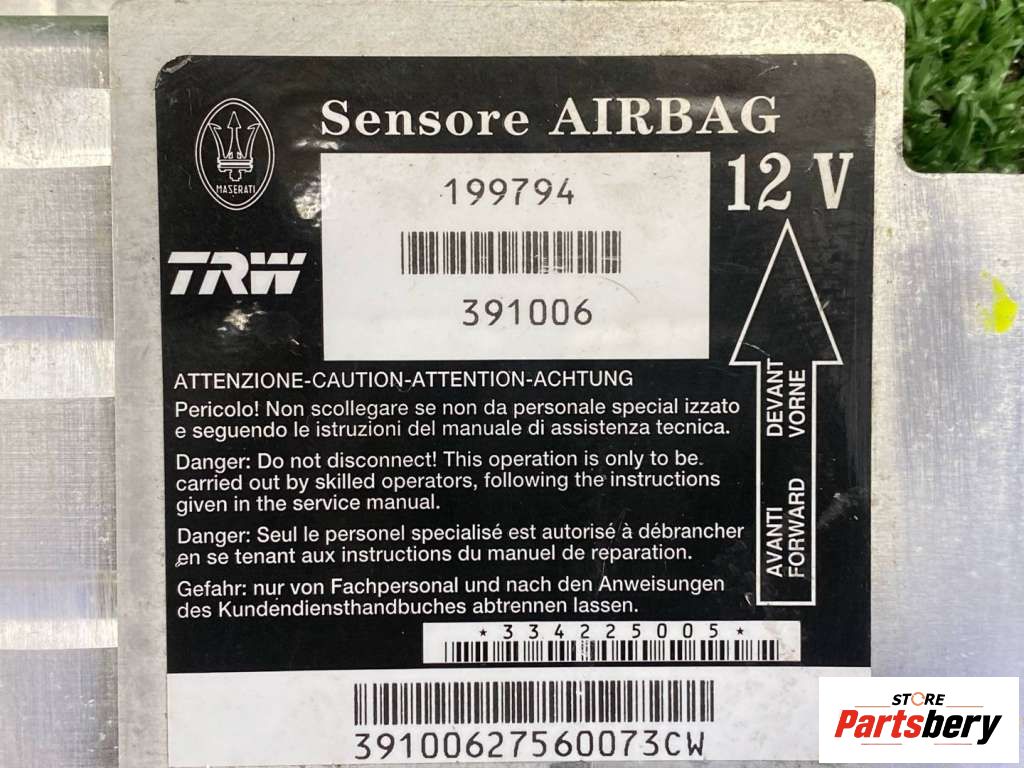 Sensore AIRBAG
MASERATI
199794
12 V
TRW
391006
ATTENZIONE-CAUTION-ATTENTION-ACHTUNG
Pericolo! Non scollegare se non da personale special izzato
e seguendo le istruzioni del manuale di assistenza tecnica.
Danger: Do not disconnect! This operation is only to be
carried out by skilled operators, following the instructions
given in the service manual.
Danger: Seul le personel specialisé est autorisé à débrancher
en se tenant aux instructions du manuel de reparation.
Gefahr: nur von Fachpersonal und nach den Anweisungen
des Kundendiensthandbuches abtrennen lassen.
AVANTI DEVANT
FORWARD VORNE
*334225005*
39100627560073CW
STORE
Partsbery